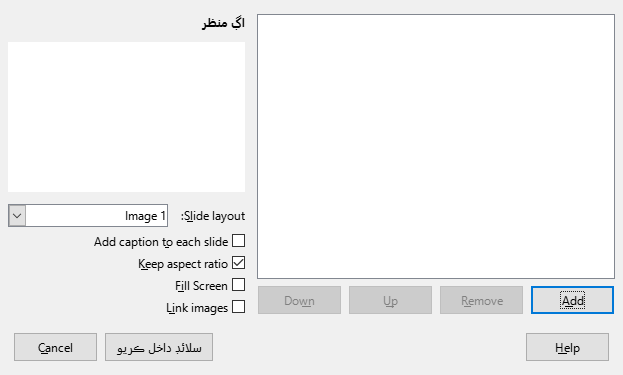 اڳ منظر
Slide layout:
Image 1
Add caption to each slide
Keep aspect ratio
Fill Screen
Link images
Add
Remove
Up
Down
Help
سلائڊ داخل ڪريو
Cancel